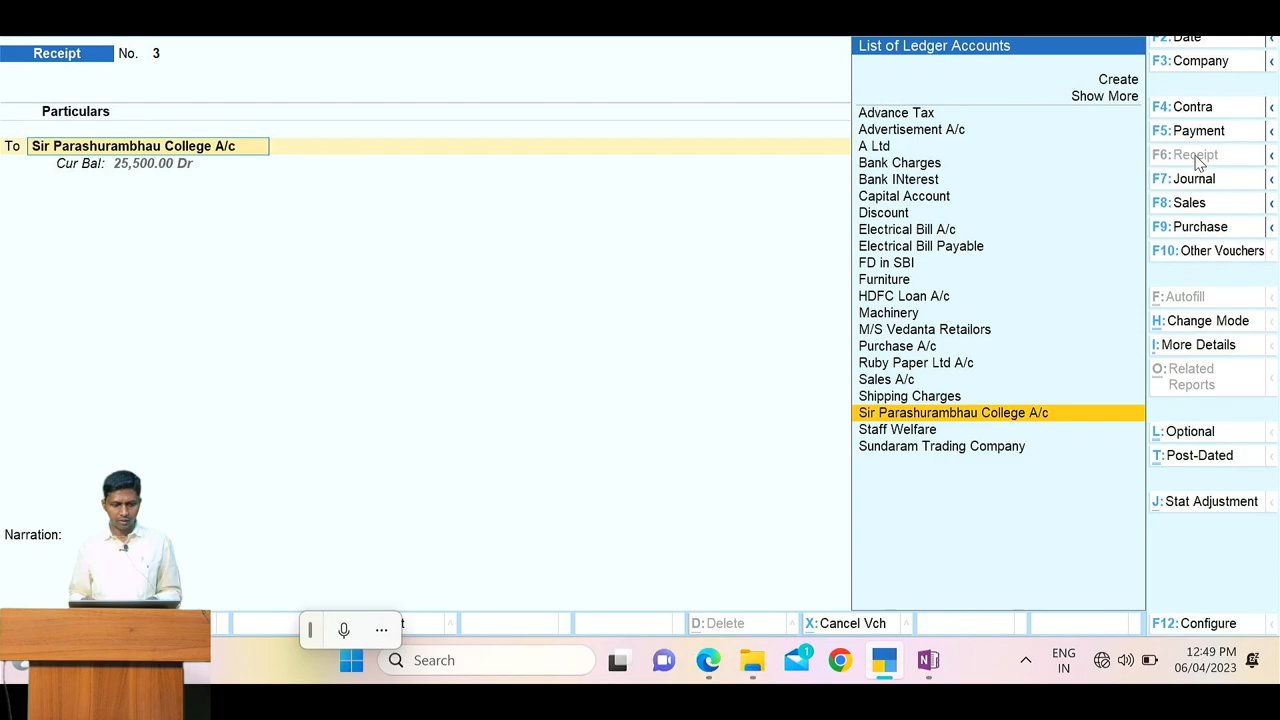 Receipt No. 3
Particulars
To Sir Parashurambhau College A/c
Cur Bal: 25,500.00 Dr
Narration:
List of Ledger Accounts
Create
Show More
Advance Tax
Advertisement A/c
A Ltd
Bank Charges
Bank INterest
Capital Account
Discount
Electrical Bill A/c
Electrical Bill Payable
FD in SBI
Furniture
HDFC Loan A/c
Machinery
M/S Vedanta Retailors
Purchase A/c
Ruby Paper Ltd A/c
Sales A/c
Shipping Charges
Sir Parashurambhau College A/c
Staff Welfare
Sundaram Trading Company
F2: Date
F3: Company
F4: Contra
F5: Payment
F6: Receipt
F7: Journal
F8: Sales
F9: Purchase
F10: Other Vouchers
F: Autofill
H: Change Mode
I: More Details
O: Related
Reports
L: Optional
T: Post-Dated
J: Stat Adjustment
D: Delete
X: Cancel Vch
F12: Configure
Search
1
ENG
IN
12:49 PM
06/04/2023